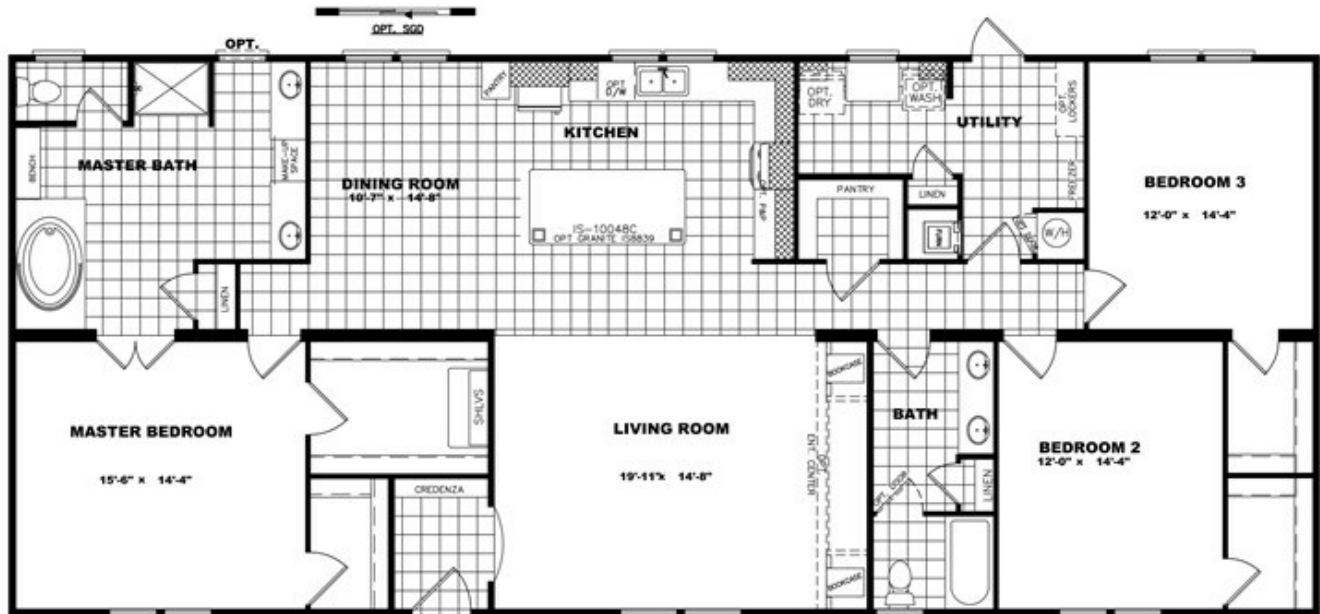 OPT. SGD
OPT.
MASTER BATH
BENCH
MAKE-UP
SPACE
LINEN
DINING ROOM
10'-7" x 14'-8"
PANTRY
OPT.
D/W
KITCHEN
IS-10048C
OPT GRANITE IS8839
OPT.
DRY
OPT.
WASH
UTILITY
OPT.
LOCKERS
FREEZER
PANTRY
LINEN
FURN
W/H
BEDROOM 3
12'-0" x 14'-4"
MASTER BEDROOM
15'-6" x 14'-4"
SHLVS
CREDENZA
LIVING ROOM
19'-11"x 14'-8"
BOOKCASE
OPT.
ENT. CENTER
BOOKCASE
BATH
OPT. DOOR
LINEN
BEDROOM 2
12'-0" x 14'-4"